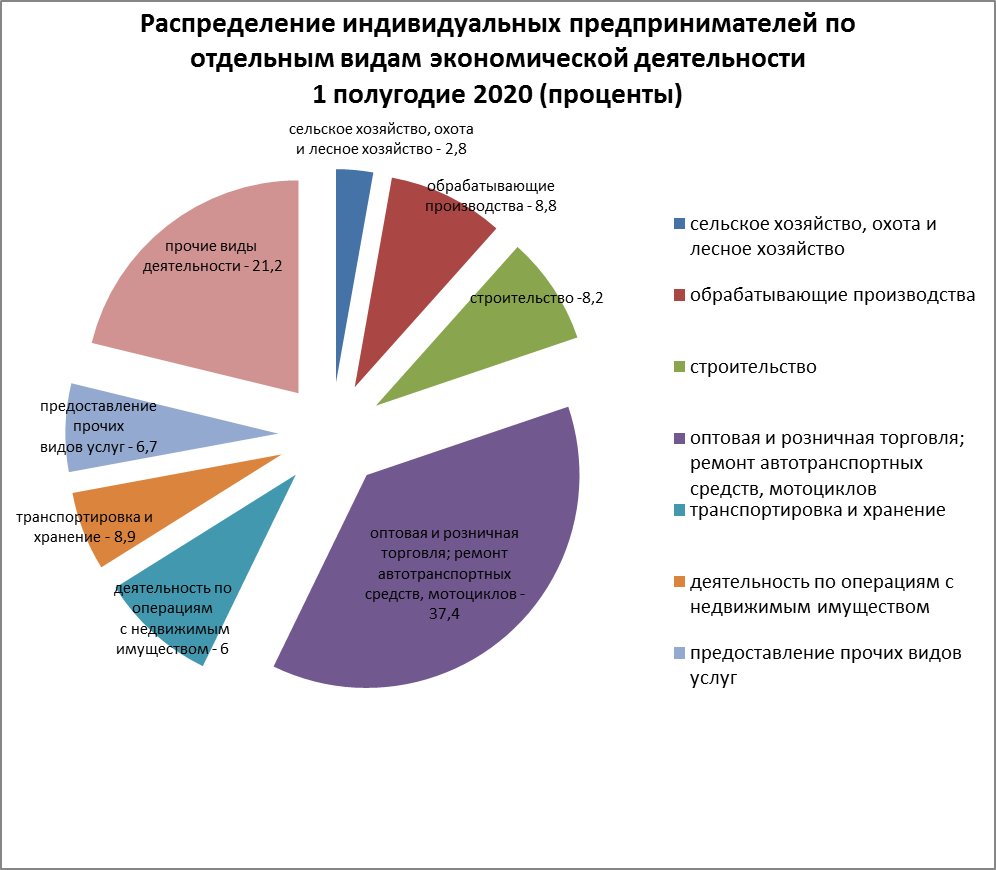 Распределение индивидуальных предпринимателей по
отдельным видам экономической деятельности
1 полугодие 2020 (проценты)
сельское хозяйство, охота
и лесное хозяйство - 2,8
обрабатывающие
производства - 8,8
строительство -8,2
оптовая и розничная
торговля; ремонт
автотранспортных
средств, мотоциклов -
37,4
деятельность по
операциям
с недвижимым
имуществом - 6
транспортировка и
хранение - 8,9
предоставление
прочих
видов услуг - 6,7
прочие виды
деятельности - 21,2
сельское хозяйство, охота и
лесное хозяйство
обрабатывающие производства
строительство
оптовая и розничная торговля;
ремонт автотранспортных
средств, мотоциклов
транспортировка и хранение
деятельность по операциям с
недвижимым имуществом
предоставление прочих видов
услуг